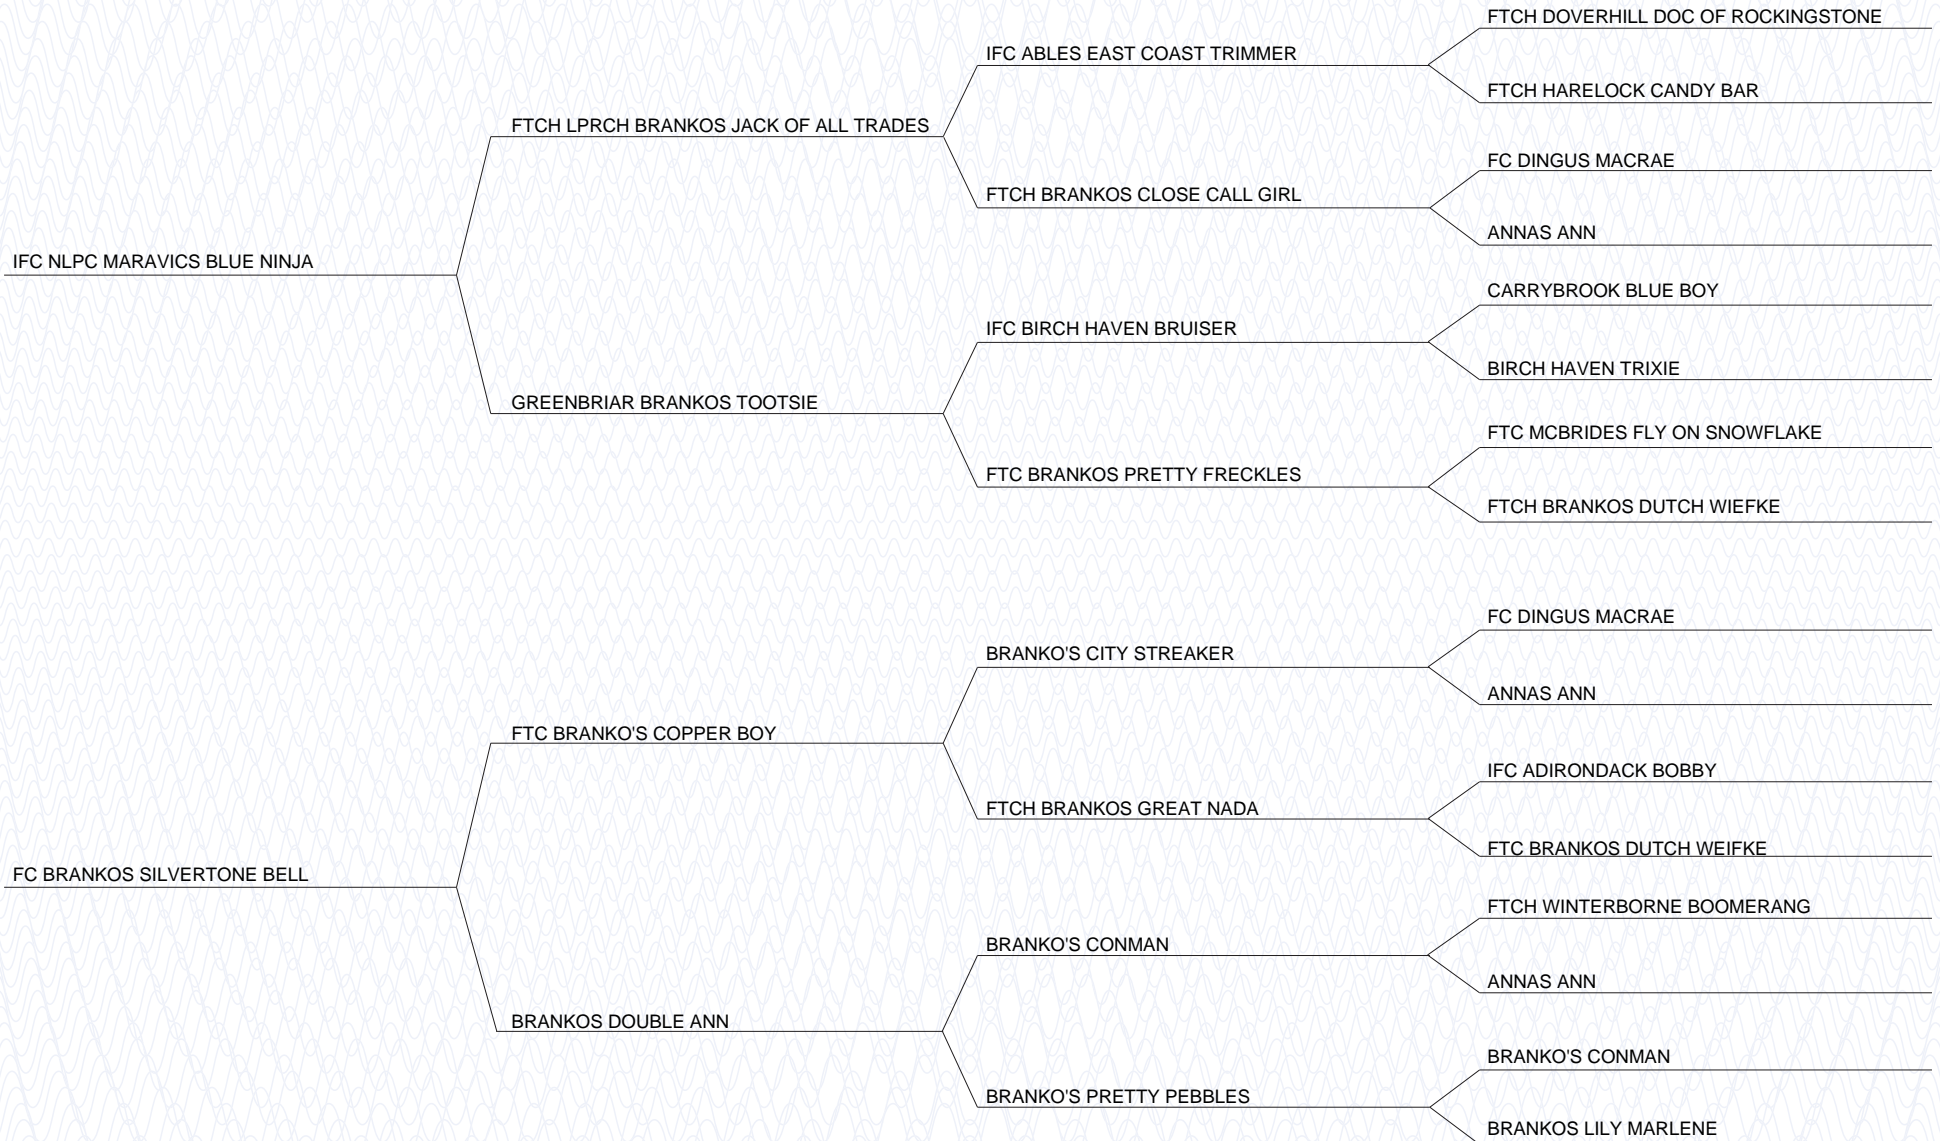 FTCH DOVERHILL DOC OF ROCKINGSTONE
IFC ABLES EAST COAST TRIMMER
FTCH HARELOCK CANDY BAR
FTCH LPRCH BRANKOS JACK OF ALL TRADES
FC DINGUS MACRAE
FTCH BRANKOS CLOSE CALL GIRL
ANNAS ANN
IFC NLPC MARAVICS BLUE NINJA
CARRYBROOK BLUE BOY
IFC BIRCH HAVEN BRUISER
BIRCH HAVEN TRIXIE
GREENBRIAR BRANKOS TOOTSIE
FTC MCBRIDES FLY ON SNOWFLAKE
FTC BRANKOS PRETTY FRECKLES
FTCH BRANKOS DUTCH WIEFKE
FC DINGUS MACRAE
BRANKO'S CITY STREAKER
ANNAS ANN
FTC BRANKO'S COPPER BOY
IFC ADIRONDACK BOBBY
FTCH BRANKOS GREAT NADA
FTC BRANKOS DUTCH WEIFKE
FC BRANKOS SILVERTONE BELL
FTCH WINTERBORNE BOOMERANG
BRANKO'S CONMAN
ANNAS ANN
BRANKOS DOUBLE ANN
BRANKO'S CONMAN
BRANKO'S PRETTY PEBBLES
BRANKOS LILY MARLENE